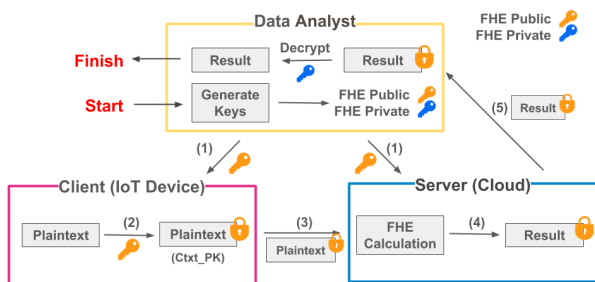 Data Analyst
FHE Public
FHE Private
Finish
Result
Decrypt
Result
Start
Generate
Keys
FHE Public
FHE Private
(5)
Result
(1)
(1)
Client (IoT Device)
Server (Cloud)
Plaintext
(2)
Plaintext
(Ctxt_PK)
(3)
Plaintext
FHE
Calculation
(4)
Result